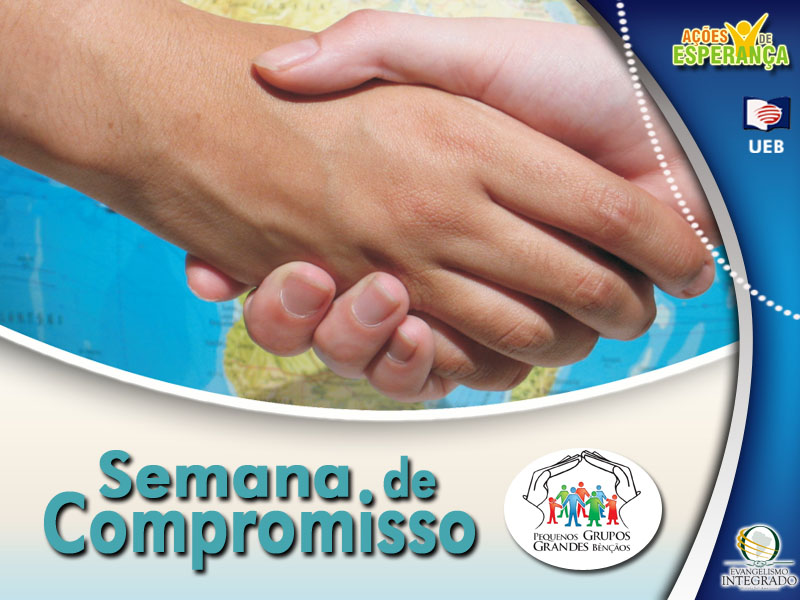 AÇÕES DE
ESPERANÇA
UEB
Semana de
Compromisso
PEQUENOS GRUPOS
GRANDES BÊNÇÃOS
EVANGELISMO
INTEGRADO